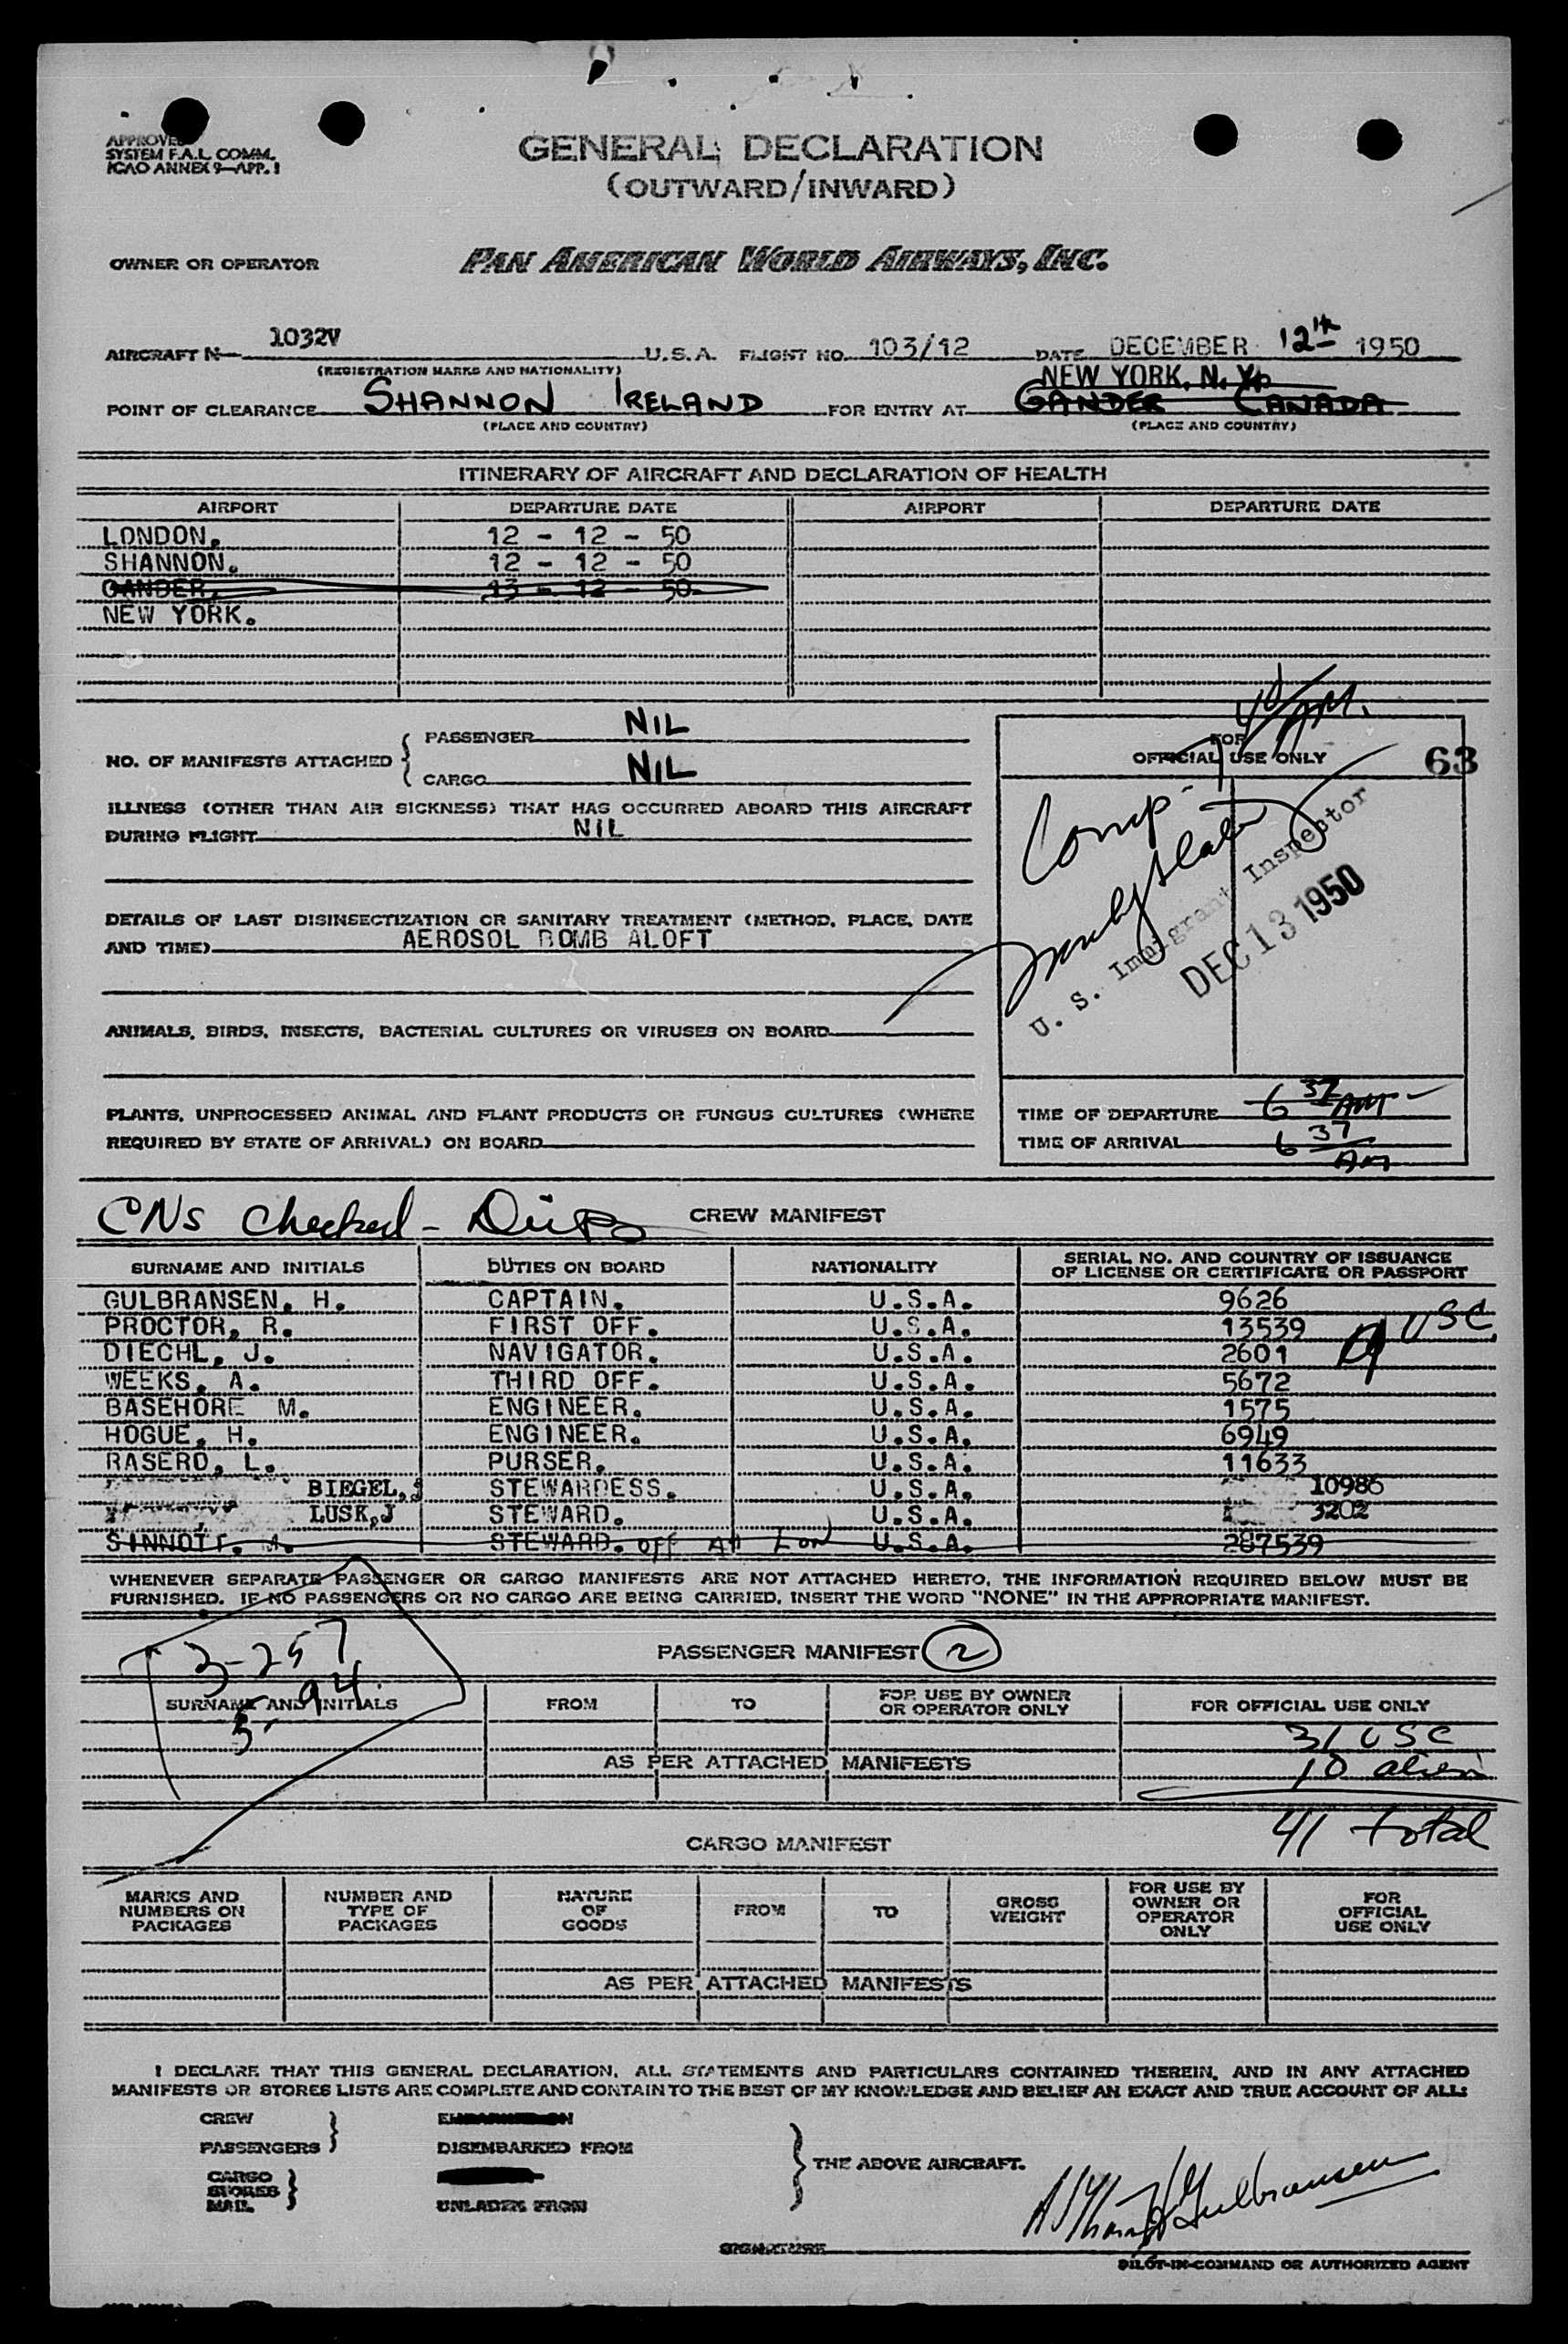 APPROVED
SYSTEM F.A.L. COMM.
ICAO ANNEX 9—APP. 1
GENERAL DECLARATION
(OUTWARD/INWARD)
OWNER OR OPERATOR PAN AMERICAN WORLD AIRWAYS, INC.
AIRCRAFT N— 1032V U.S.A. FLIGHT NO. 103/12 DATE DECEMBER 12th 1950
(REGISTRATION MARKS AND NATIONALITY)
NEW YORK, N. Y.
POINT OF CLEARANCE SHANNON IRELAND FOR ENTRY AT GANDER CANADA
(PLACE AND COUNTRY) (PLACE AND COUNTRY)
ITINERARY OF AIRCRAFT AND DECLARATION OF HEALTH
AIRPORT DEPARTURE DATE AIRPORT DEPARTURE DATE
LONDON. 12 - 12 - 50
SHANNON. 12 - 12 - 50
GANDER. 13 - 12 - 50
NEW YORK.
NO. OF MANIFESTS ATTACHED
PASSENGER NIL
CARGO NIL
ILLNESS (OTHER THAN AIR SICKNESS) THAT HAS OCCURRED ABOARD THIS AIRCRAFT
DURING FLIGHT NIL
DETAILS OF LAST DISINSECTIZATION OR SANITARY TREATMENT (METHOD, PLACE, DATE
AND TIME) AEROSOL BOMB ALOFT
ANIMALS, BIRDS, INSECTS, BACTERIAL CULTURES OR VIRUSES ON BOARD
PLANTS, UNPROCESSED ANIMAL AND PLANT PRODUCTS OR FUNGUS CULTURES (WHERE
REQUIRED BY STATE OF ARRIVAL) ON BOARD
FOR
OFFICIAL USE ONLY 63
Comp -
U. S. Immigrant Inspector
DEC 13 1950
TIME OF DEPARTURE 6 37 AM
TIME OF ARRIVAL 6 37 AM
CNs checked - CREW MANIFEST
SURNAME AND INITIALS DUTIES ON BOARD NATIONALITY SERIAL NO. AND COUNTRY OF ISSUANCE
OF LICENSE OR CERTIFICATE OR PASSPORT
GULBRANSEN, H. CAPTAIN. U.S.A. 9626
PROCTOR, R. FIRST OFF. U.S.A. 13539 USC
DIECHL, J. NAVIGATOR. U.S.A. 2601
WEEKS, A. THIRD OFF. U.S.A. 5672
BASEHORE M. ENGINEER. U.S.A. 1575
HOGUE, H. ENGINEER. U.S.A. 6949
RASERO, L. PURSER. U.S.A. 11633
BIEGEL, J STEWARDESS. U.S.A. 10986
LUSK, J STEWARD. U.S.A. 3202
SINNOTT. M. STEWARD. off At Lon U.S.A. 287539
WHENEVER SEPARATE PASSENGER OR CARGO MANIFESTS ARE NOT ATTACHED HERETO, THE INFORMATION REQUIRED BELOW MUST BE
FURNISHED. IF NO PASSENGERS OR NO CARGO ARE BEING CARRIED, INSERT THE WORD "NONE" IN THE APPROPRIATE MANIFEST.
3-257
94
5-
PASSENGER MANIFEST 2
SURNAME AND INITIALS FROM TO FOR USE BY OWNER
OR OPERATOR ONLY FOR OFFICIAL USE ONLY
31 USC
AS PER ATTACHED MANIFESTS 10 alien
41 total
CARGO MANIFEST
MARKS AND
NUMBERS ON
PACKAGES
NUMBER AND
TYPE OF
PACKAGES
NATURE
OF
GOODS
FROM
TO
GROSS
WEIGHT
FOR USE BY
OWNER OR
OPERATOR
ONLY
FOR
OFFICIAL
USE ONLY
AS PER ATTACHED MANIFESTS
I DECLARE THAT THIS GENERAL DECLARATION, ALL STATEMENTS AND PARTICULARS CONTAINED THEREIN, AND IN ANY ATTACHED
MANIFESTS OR STORES LISTS ARE COMPLETE AND CONTAIN TO THE BEST OF MY KNOWLEDGE AND BELIEF AN EXACT AND TRUE ACCOUNT OF ALL:
CREW
PASSENGERS DISEMBARKED FROM
THE ABOVE AIRCRAFT.
CARGO
STORES
MAIL UNLADEN FROM
H Gulbransen
SIGNATURE
PILOT-IN-COMMAND OR AUTHORIZED AGENT